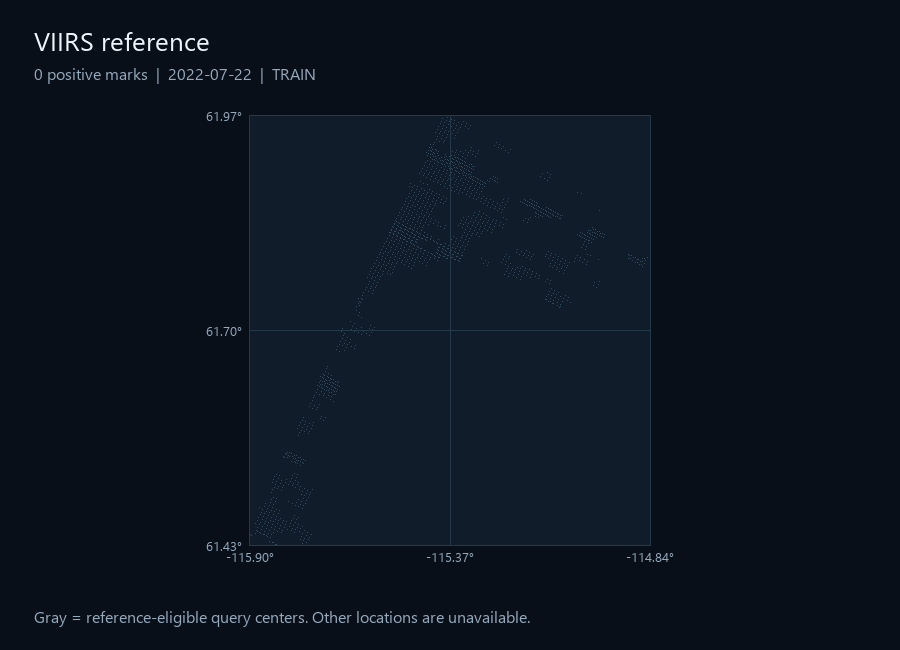 VIIRS reference
0 positive marks | 2022-07-22 | TRAIN
61.97°
61.70°
61.43°
-115.90° -115.37° -114.84°
Gray = reference-eligible query centers. Other locations are unavailable.